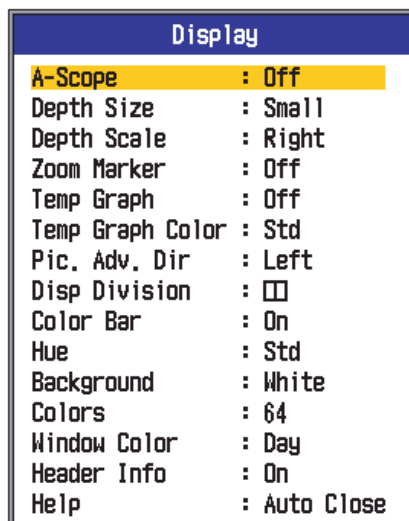 Display
A-Scope : Off
Depth Size : Small
Depth Scale : Right
Zoom Marker : Off
Temp Graph : Off
Temp Graph Color : Std
Pic. Adv. Dir : Left
Disp Division :
Color Bar : On
Hue : Std
Background : White
Colors : 64
Window Color : Day
Header Info : On
Help : Auto Close